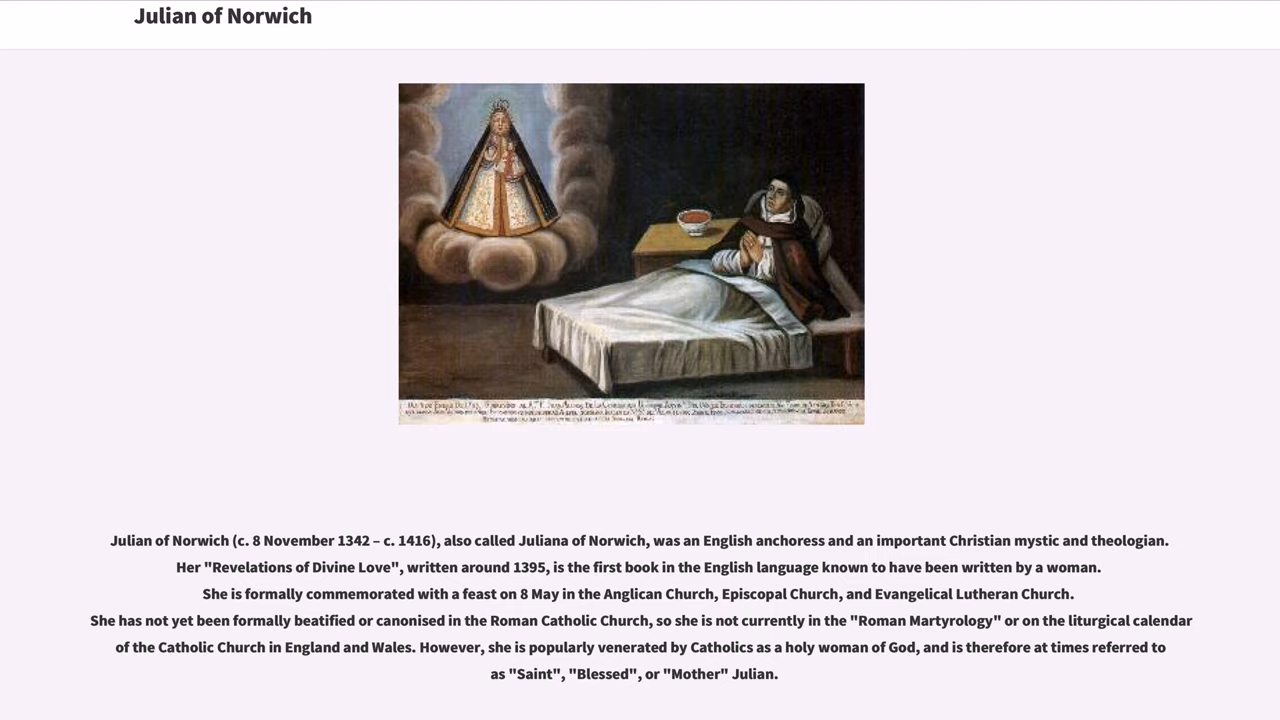 Julian of Norwich
Julian of Norwich (c. 8 November 1342 – c. 1416), also called Juliana of Norwich, was an English anchoress and an important Christian mystic and theologian.
Her "Revelations of Divine Love", written around 1395, is the first book in the English language known to have been written by a woman.
She is formally commemorated with a feast on 8 May in the Anglican Church, Episcopal Church, and Evangelical Lutheran Church.
She has not yet been formally beatified or canonised in the Roman Catholic Church, so she is not currently in the "Roman Martyrology" or on the liturgical calendar
of the Catholic Church in England and Wales. However, she is popularly venerated by Catholics as a holy woman of God, and is therefore at times referred to
as "Saint", "Blessed", or "Mother" Julian.